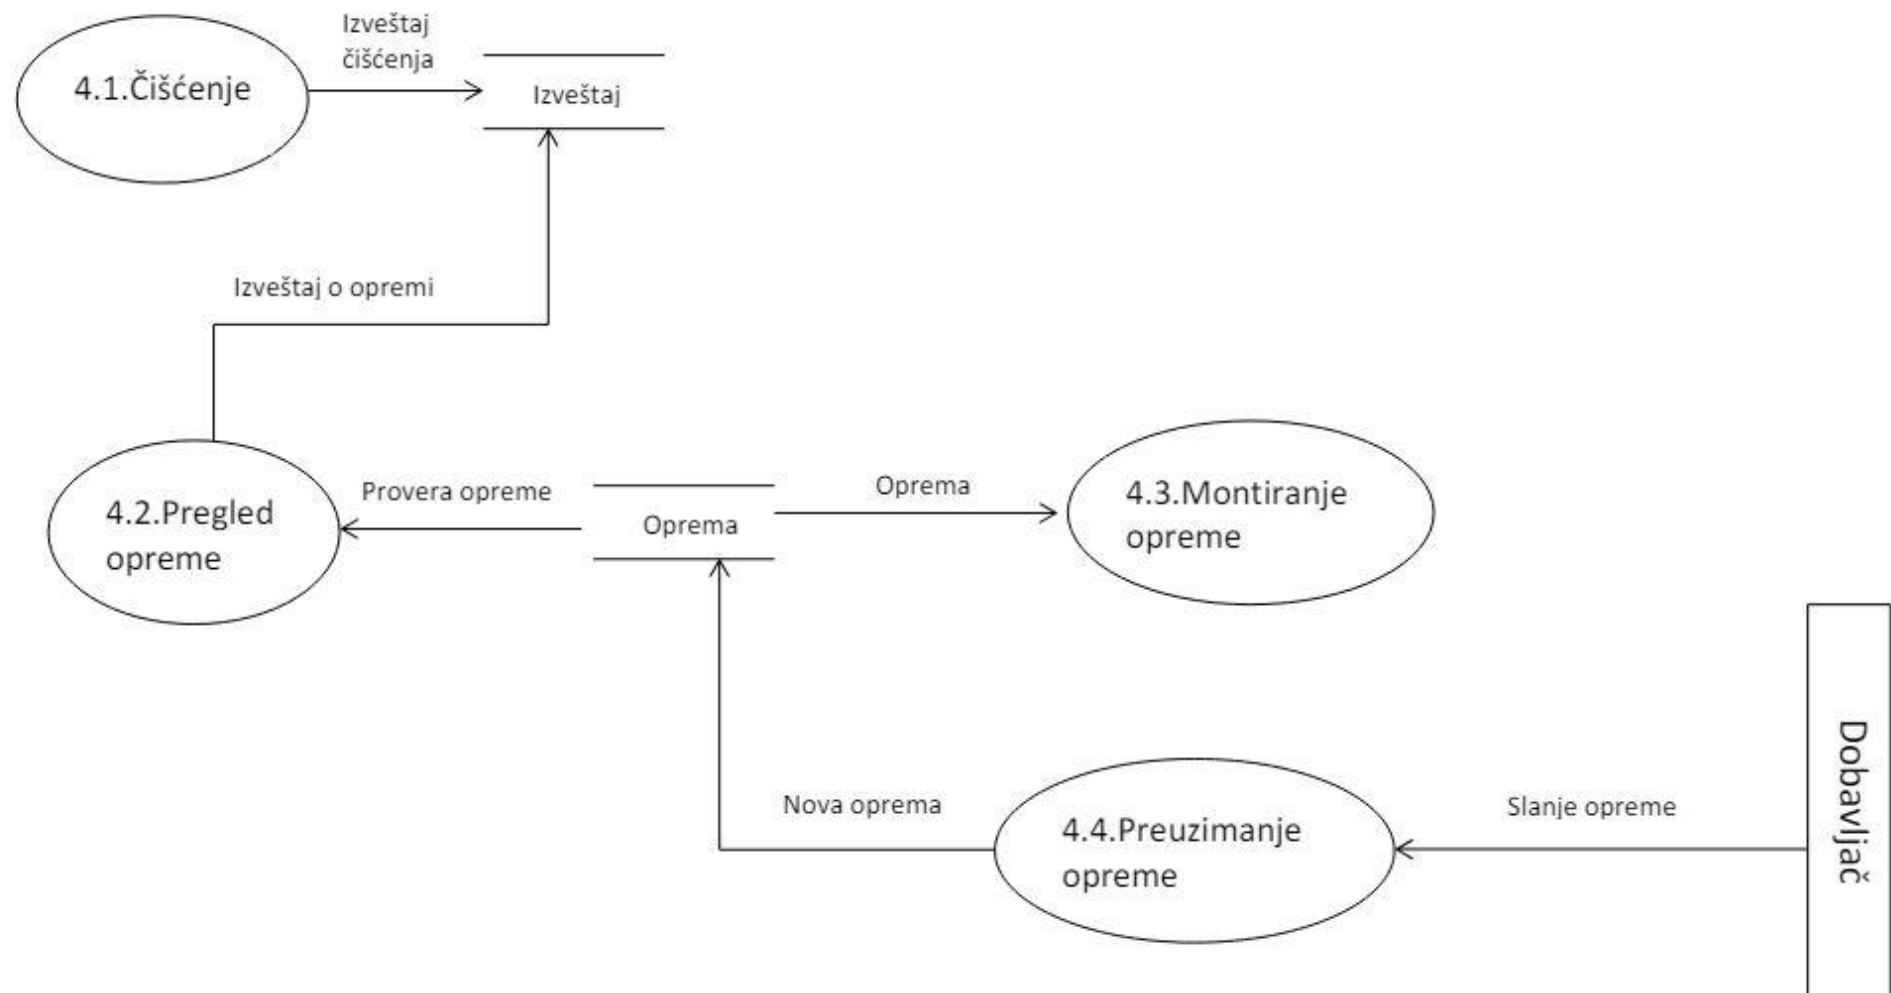 Izveštaj
čišćenja
4.1.Čišćenje
Izveštaj
Izveštaj o opremi
Provera opreme
Oprema
4.2.Pregled
opreme
Oprema
4.3.Montiranje
opreme
Nova oprema
4.4.Preuzimanje
opreme
Slanje opreme
Dobavljač